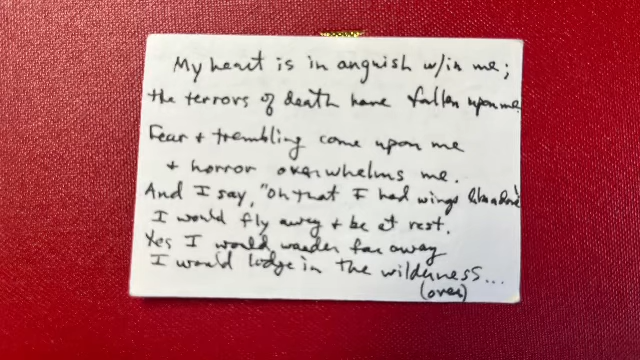 My heart is in anguish w/in me;
the terrors of death have fallen upon me
Fear + trembling come upon me
+ horror overwhelms me.
And I say, "Oh that I had wings like a dove
I would fly away + be at rest.
Yes I would wander far away
I would lodge in the wilderness...
(over)